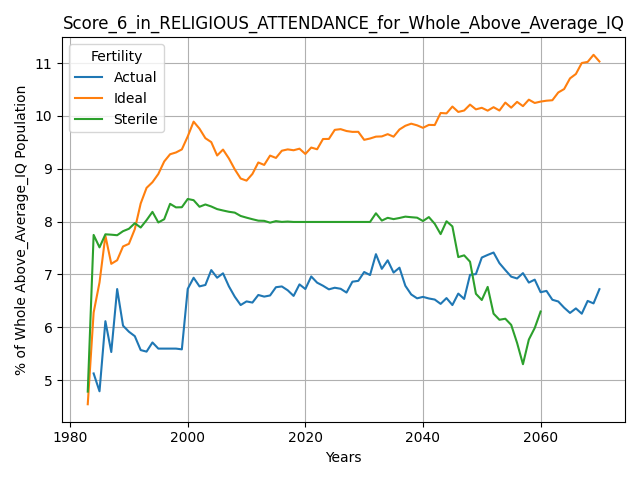 Score_6_in_RELIGIOUS_ATTENDANCE_for_Whole_Above_Average_IQ
Fertility
Actual
Ideal
Sterile
% of Whole Above_Average_IQ Population
11
10
9
8
7
6
5
1980
2000
2020
2040
2060
Years